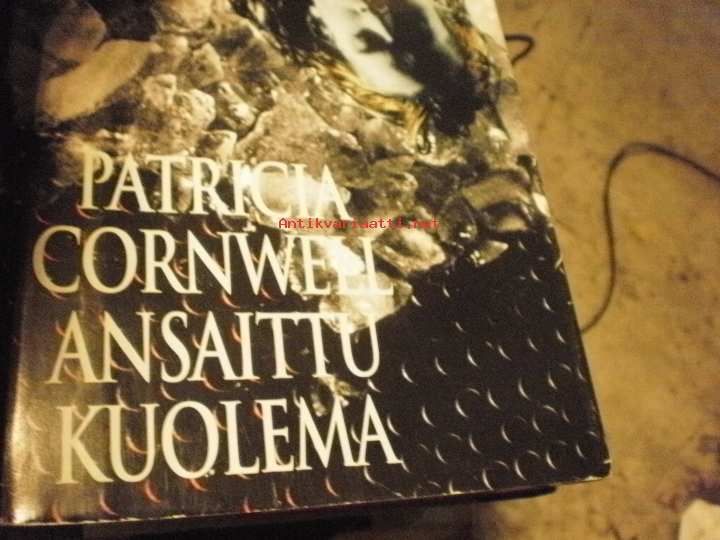 PATRICIA
Antikvariaatti.net
CORNWELL
ANSAITTU
KUOLEMA